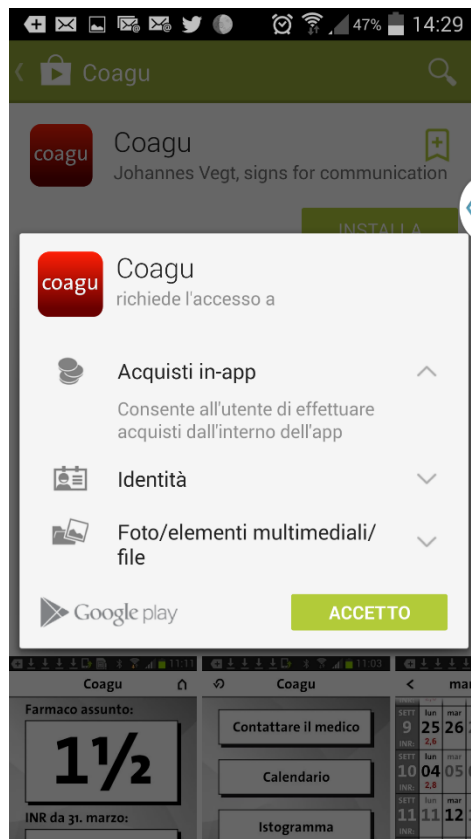 47% 14:29
Coagu
coagu
Coagu
Johannes Vegt, signs for communication
INSTALLA
coagu
Coagu
richiede l'accesso a
Acquisti in-app
Consente all'utente di effettuare
acquisti dall'interno dell'app
Identità
Foto/elementi multimediali/
file
Google play
ACCETTO
11:11
11:03
Coagu
Coagu
mar
Farmaco assunto:
1½
INR da 31. marzo:
Contattare il medico
Calendario
Istogramma
SETT lun mar
9 25 26
INR: 2,6
SETT lun mar
10 04 05
INR: 2,8
SETT lun mar
11 11 12
INR: